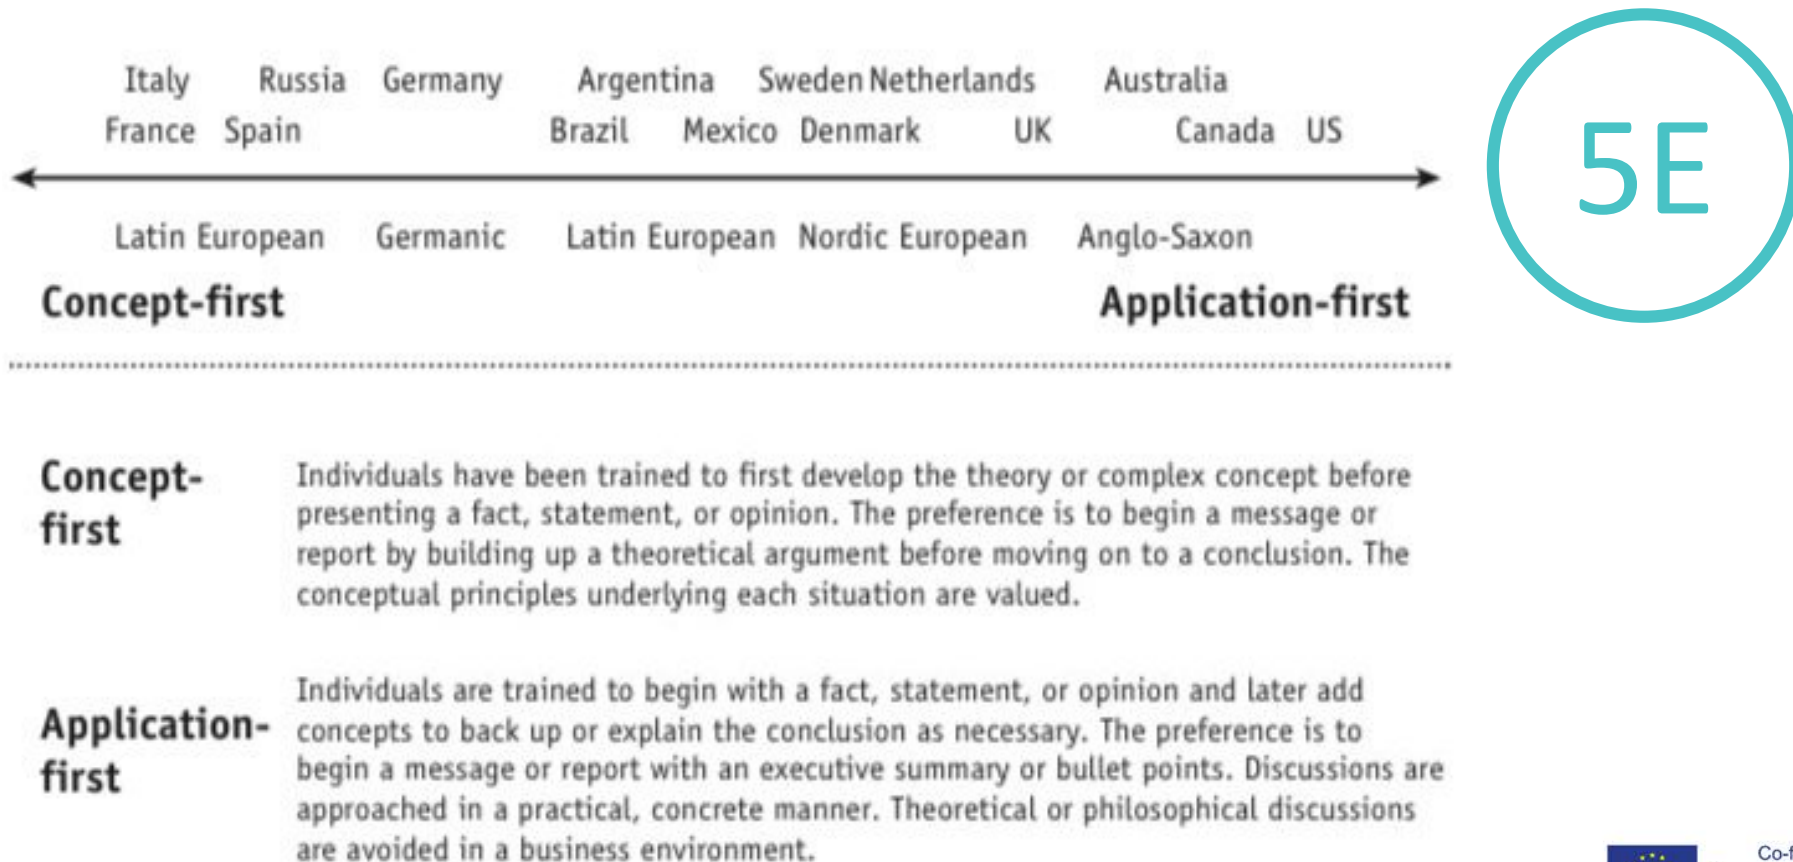 Italy Russia Germany Argentina Sweden Netherlands Australia
France Spain Brazil Mexico Denmark UK Canada US
Latin European Germanic Latin European Nordic European Anglo-Saxon
Concept-first Application-first
5E
Concept-
first
Individuals have been trained to first develop the theory or complex concept before
presenting a fact, statement, or opinion. The preference is to begin a message or
report by building up a theoretical argument before moving on to a conclusion. The
conceptual principles underlying each situation are valued.
Application-
first
Individuals are trained to begin with a fact, statement, or opinion and later add
concepts to back up or explain the conclusion as necessary. The preference is to
begin a message or report with an executive summary or bullet points. Discussions are
approached in a practical, concrete manner. Theoretical or philosophical discussions
are avoided in a business environment.